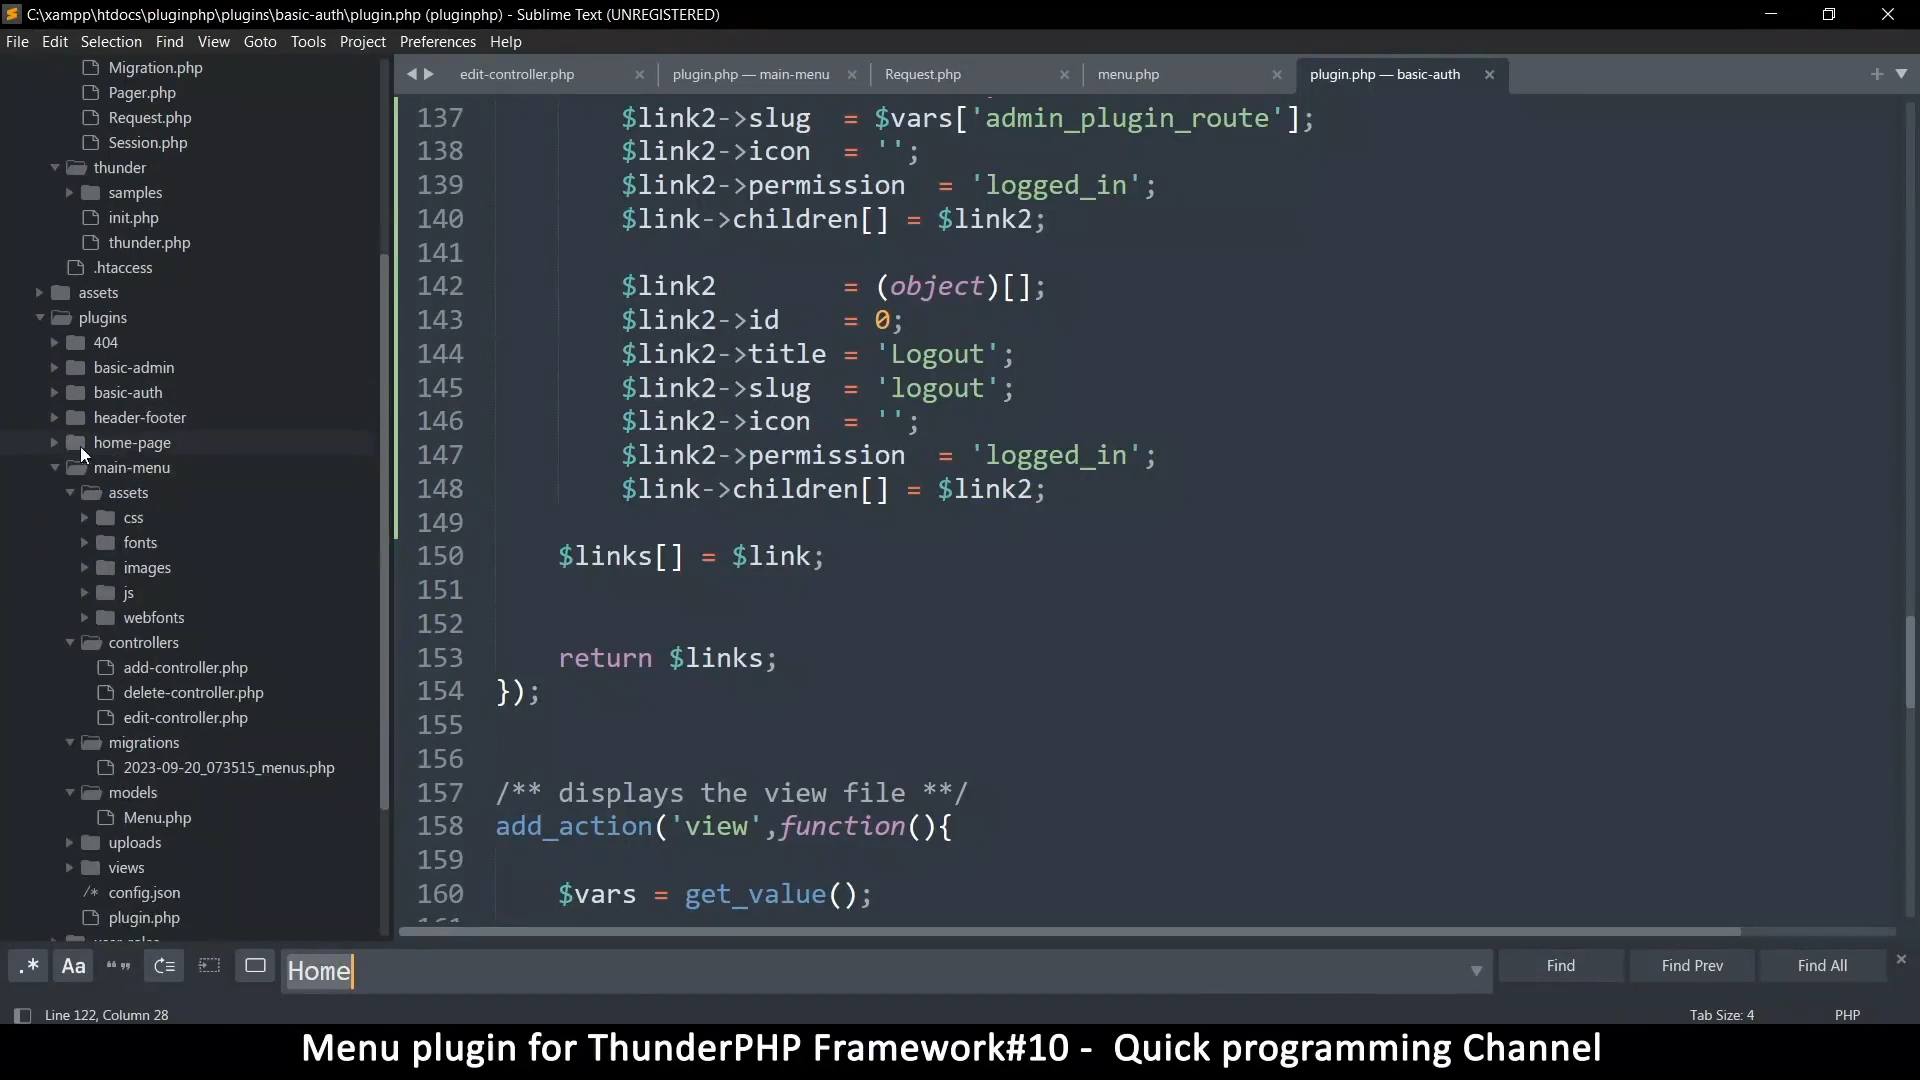 C:\xampp\htdocs\pluginphp\plugins\basic-auth\plugin.php (pluginphp) - Sublime Text (UNREGISTERED)
File Edit Selection Find View Goto Tools Project Preferences Help
edit-controller.php plugin.php — main-menu Request.php menu.php plugin.php — basic-auth
Migration.php
Pager.php
Request.php
Session.php
thunder
samples
init.php
thunder.php
.htaccess
assets
plugins
404
basic-admin
basic-auth
header-footer
home-page
main-menu
assets
css
fonts
images
js
webfonts
controllers
add-controller.php
delete-controller.php
edit-controller.php
migrations
2023-09-20_073515_menus.php
models
Menu.php
uploads
views
/* config.json
plugin.php
137 $link2->slug = $vars['admin_plugin_route'];
138 $link2->icon = '';
139 $link2->permission = 'logged_in';
140 $link->children[] = $link2;
141
142 $link2 = (object)[];
143 $link2->id = 0;
144 $link2->title = 'Logout';
145 $link2->slug = 'logout';
146 $link2->icon = '';
147 $link2->permission = 'logged_in';
148 $link->children[] = $link2;
149
150 $links[] = $link;
151
152
153 return $links;
154 });
155
156
157 /** displays the view file **/
158 add_action('view',function(){
159
160 $vars = get_value();
.* Aa “” Home Find Find Prev Find All
Line 122, Column 28 Tab Size: 4 PHP
Menu plugin for ThunderPHP Framework#10 - Quick programming Channel